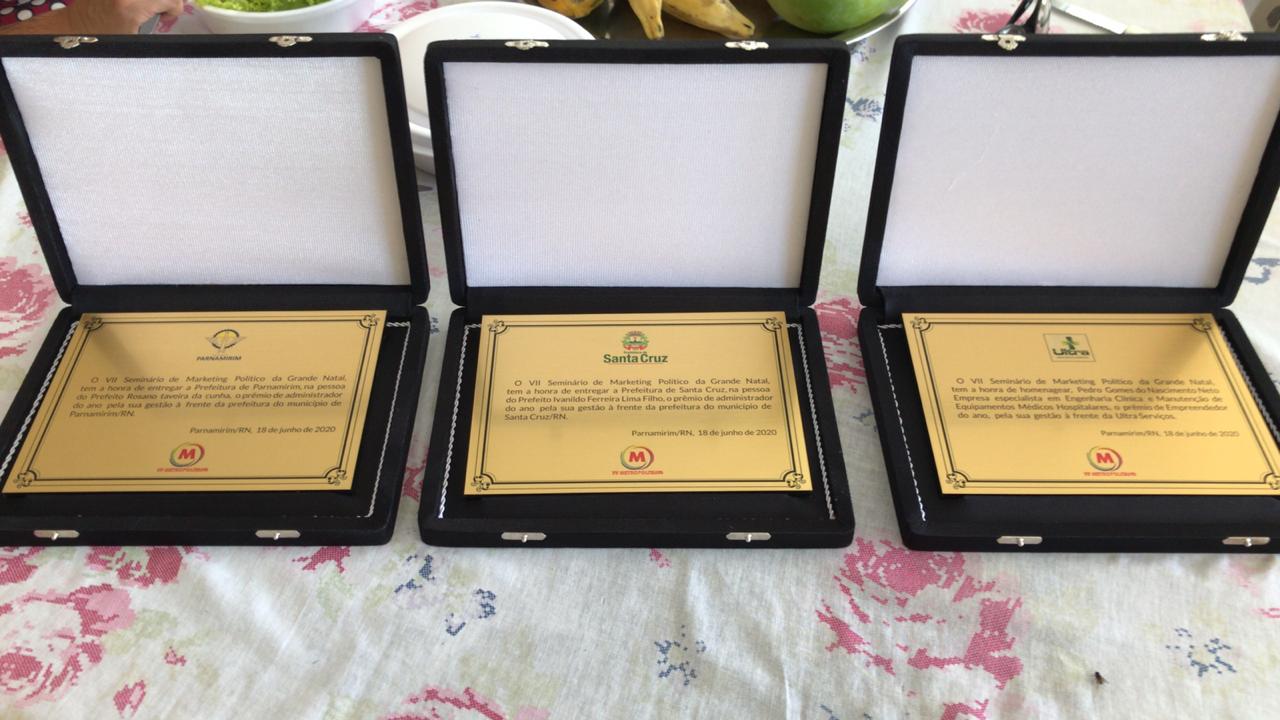 PARNAMIRIM
O VII Seminário de Marketing Político da Grande Natal,
tem a honra de entregar a Prefeitura de Parnamirim, na pessoa
do Prefeito Rosano taveira da cunha, o prêmio de administrador
do ano pela sua gestão à frente da prefeitura do município de
Parnamirim/RN.
Parnamirim/RN, 18 de junho de 2020
M
TV METROPOLITANO
Santa Cruz
O VII Seminário de Marketing Político da Grande Natal,
tem a honra de entregar a Prefeitura de Santa Cruz, na pessoa
do Prefeito Ivanildo Ferreira Lima Filho, o prêmio de administrador
do ano pela sua gestão à frente da prefeitura do município de
Santa Cruz/RN.
Parnamirim/RN, 18 de junho de 2020
M
TV METROPOLITANO
Ultra
O VII Seminário de Marketing Político da Grande Natal,
tem a honra de homenagear, Pedro Gomes do Nascimento Neto
Empresa especialista em Engenharia Clínica e Manutenção de
Equipamentos Médicos Hospitalares, o prêmio de Empreendedor
do ano, pela sua gestão à frente da Ultra Serviços.
Parnamirim/RN, 18 de junho de 2020
M
TV METROPOLITANO